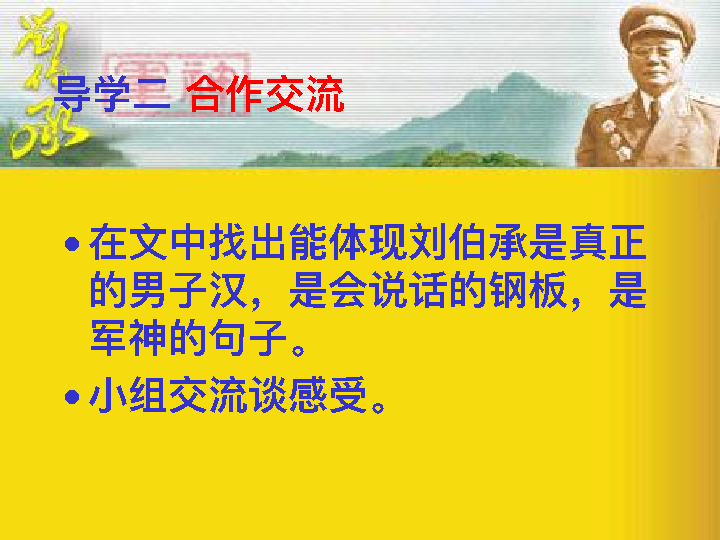 刘伯承
军神
导学二 合作交流
•在文中找出能体现刘伯承是真正
的男子汉，是会说话的钢板，是
军神的句子。
•小组交流谈感受。